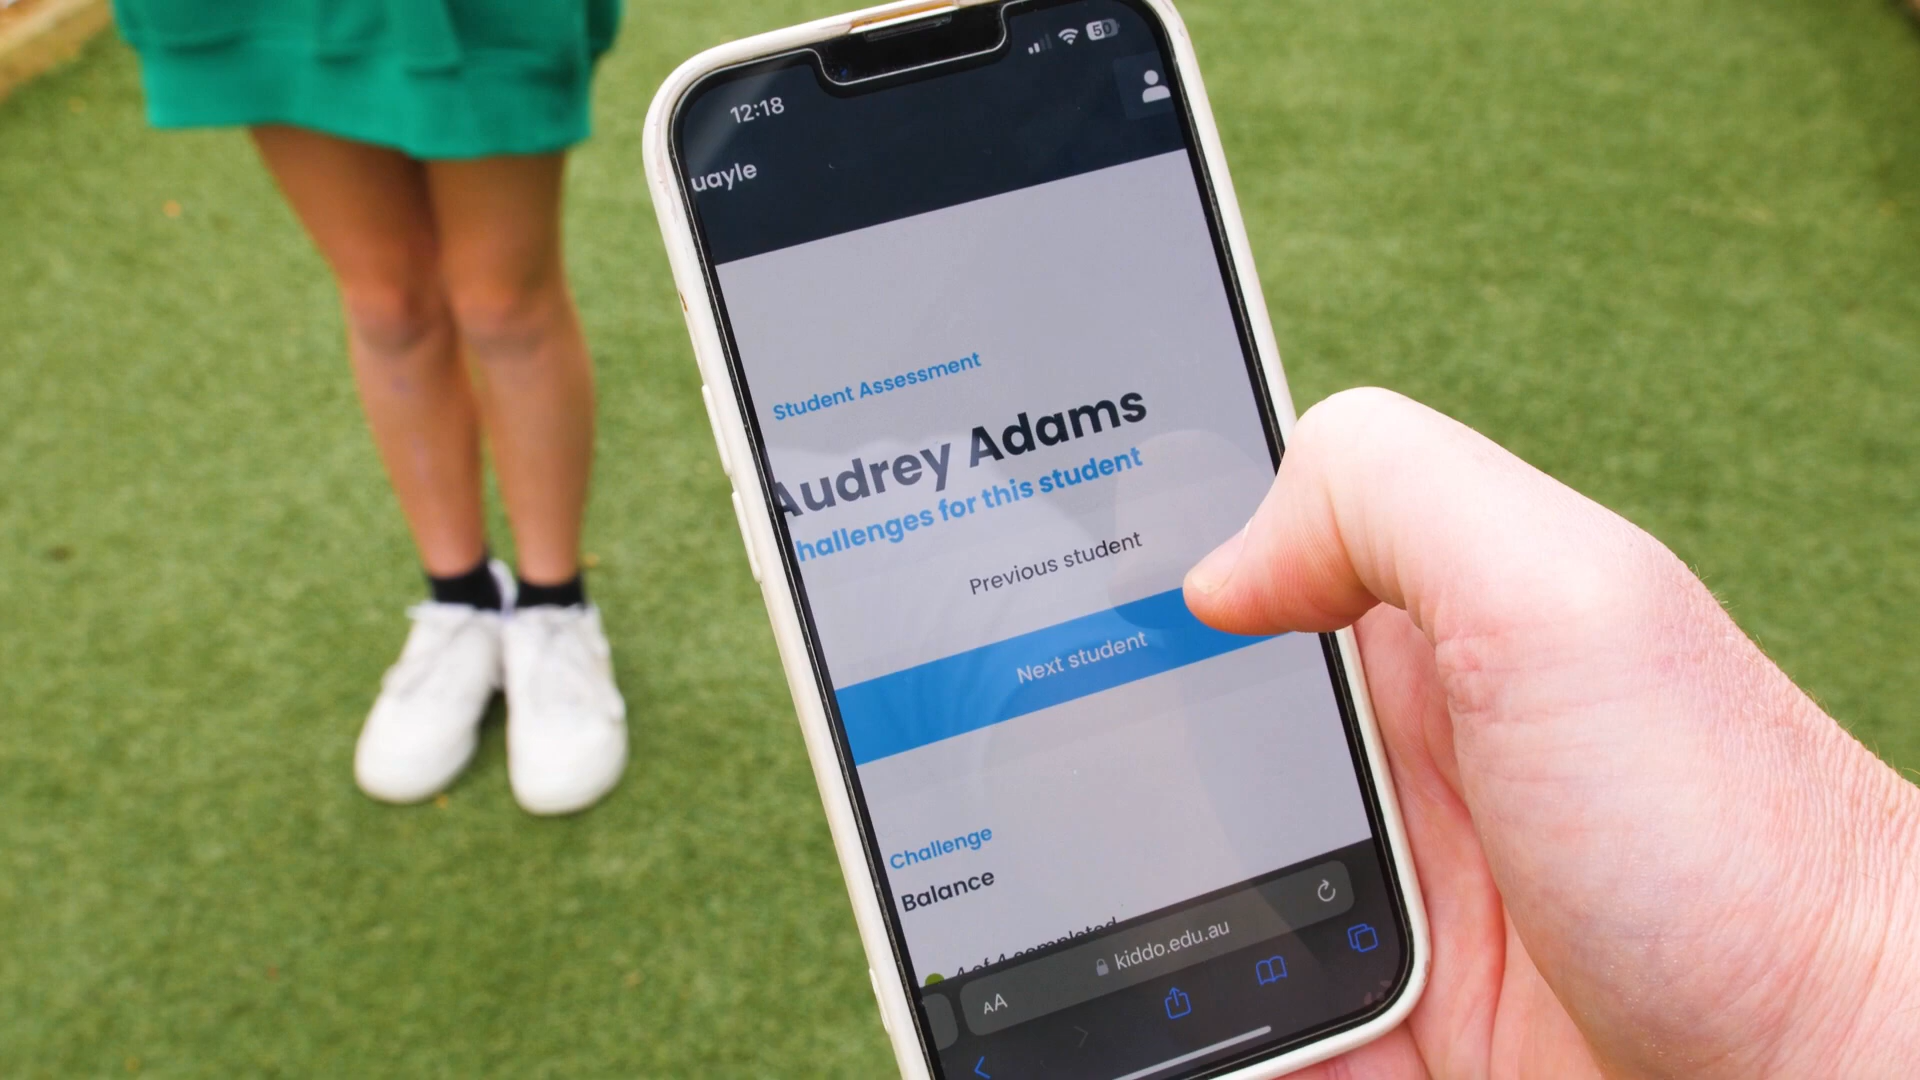 12:18
50
uayle
Student Assessment
Audrey Adams
hallenges for this student
Previous student
Next student
Challenge
Balance
4 of 4 completed
AA
kiddo.edu.au